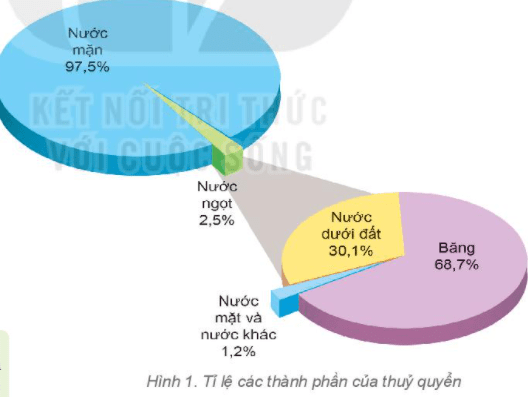 Nước
mặn
97,5%
KẾT NỐI TRI THỨC
VỚI CUỘC SỐNG
Nước
ngọt
2,5%
Nước
dưới đất
30,1%
Băng
68,7%
Nước
mặt và
nước khác
1,2%
Hình 1. Tỉ lệ các thành phần của thuỷ quyển